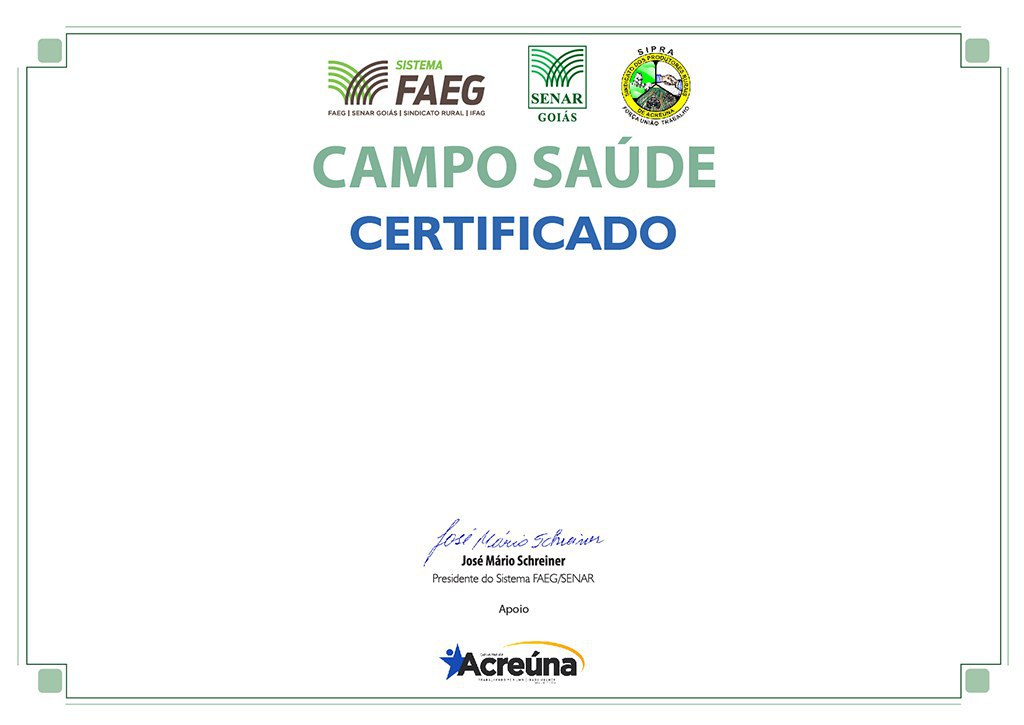 SISTEMA
FAEG
FAEG | SENAR GOIÁS | SINDICATO RURAL | IFAG
SENAR
GOIÁS
SIPRA
SINDICATO DOS PRODUTORES RURAIS
DE ACREÚNA
FORÇA UNIÃO TRABALHO
CAMPO SAÚDE
CERTIFICADO
José Mário Schreiner
José Mário Schreiner
Presidente do Sistema FAEG/SENAR
Apoio
Acreúna